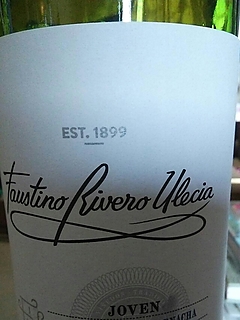 EST. 1899
Faustino Rivero Ulecia
JOVEN